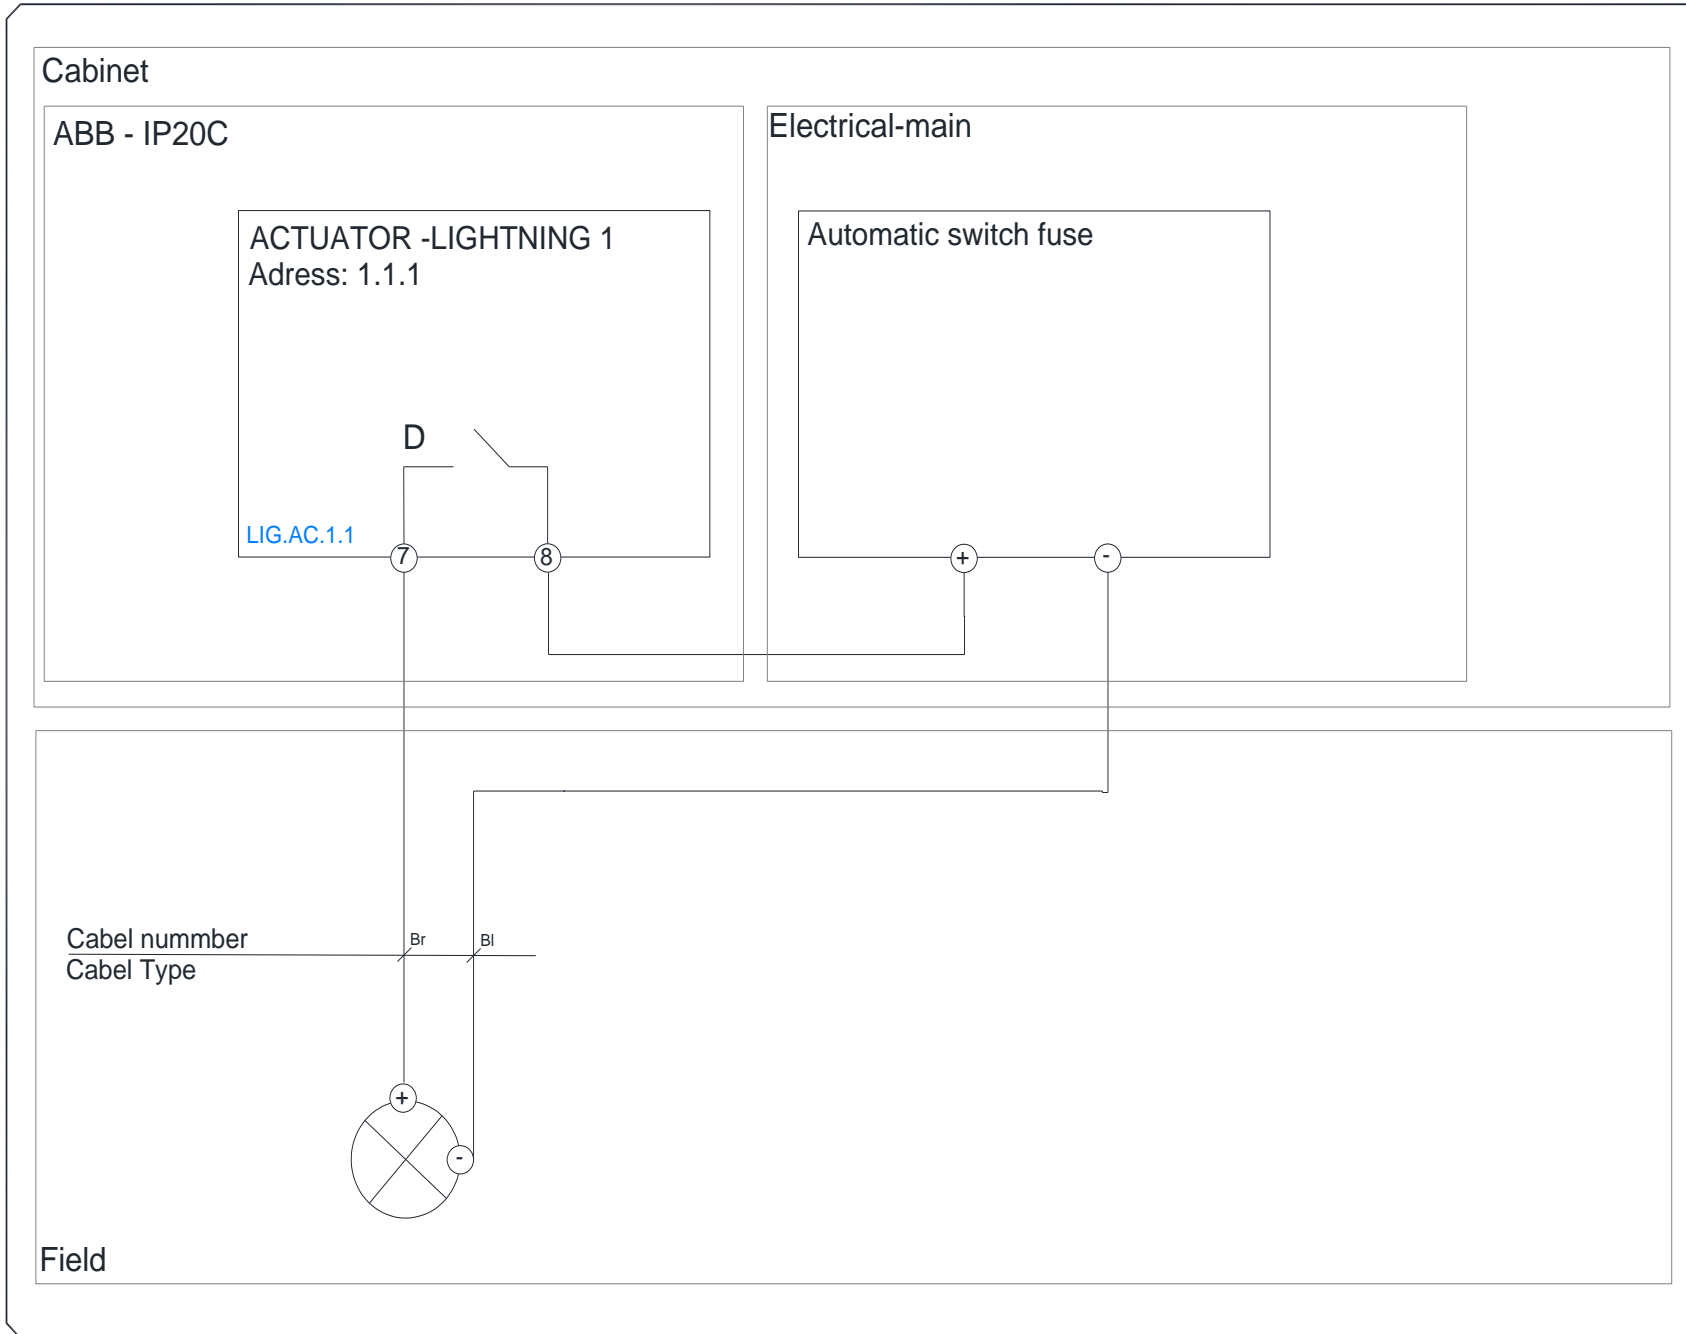 Cabinet
ABB - IP20C
Electrical-main
ACTUATOR -LIGHTNING 1
Adress: 1.1.1
Automatic switch fuse
D
LIG.AC.1.1
7
8
+
-
Cabel nummber
Br
Bl
Cabel Type
+
-
Field